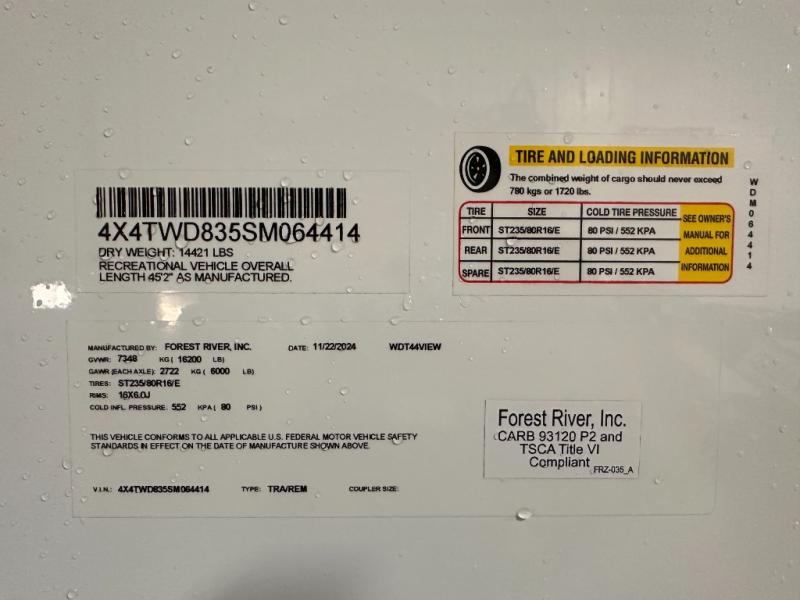 4X4TWD835SM064414
DRY WEIGHT: 14421 LBS
RECREATIONAL VEHICLE OVERALL
LENGTH 45'2" AS MANUFACTURED.
TIRE AND LOADING INFORMATION
The combined weight of cargo should never exceed
780 kgs or 1720 lbs.
TIRE SIZE COLD TIRE PRESSURE
FRONT ST235/80R16/E 80 PSI / 552 KPA
REAR ST235/80R16/E 80 PSI / 552 KPA
SPARE ST235/80R16/E 80 PSI / 552 KPA
SEE OWNER'S
MANUAL FOR
ADDITIONAL
INFORMATION
WDM064414
MANUFACTURED BY: FOREST RIVER, INC. DATE: 11/22/2024 WDT44VIEW
GVWR: 7348 KG ( 16200 LB)
GAWR (EACH AXLE): 2722 KG ( 6000 LB)
TIRES: ST235/80R16/E
RIMS: 16X6.0J
COLD INFL. PRESSURE: 552 KPA ( 80 PSI )
THIS VEHICLE CONFORMS TO ALL APPLICABLE U.S. FEDERAL MOTOR VEHICLE SAFETY
STANDARDS IN EFFECT ON THE DATE OF MANUFACTURE SHOWN ABOVE.
V.I.N.: 4X4TWD835SM064414 TYPE: TRA/REM COUPLER SIZE:
Forest River, Inc.
CARB 93120 P2 and
TSCA Title VI
Compliant
FRZ-035_A